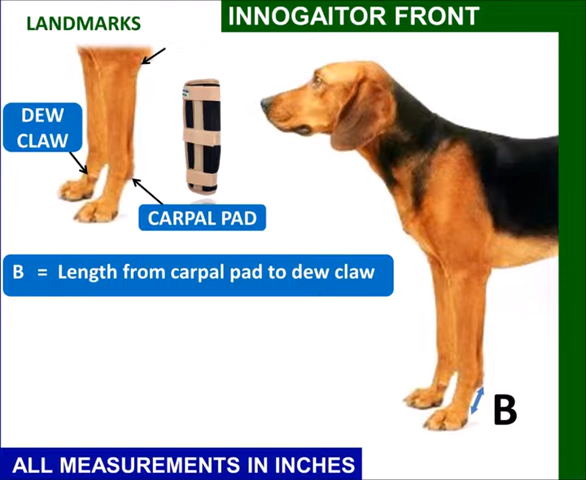 INNOGAITOR FRONT
LANDMARKS
DEW
CLAW
CARPAL PAD
B = Length from carpal pad to dew claw
B
ALL MEASUREMENTS IN INCHES